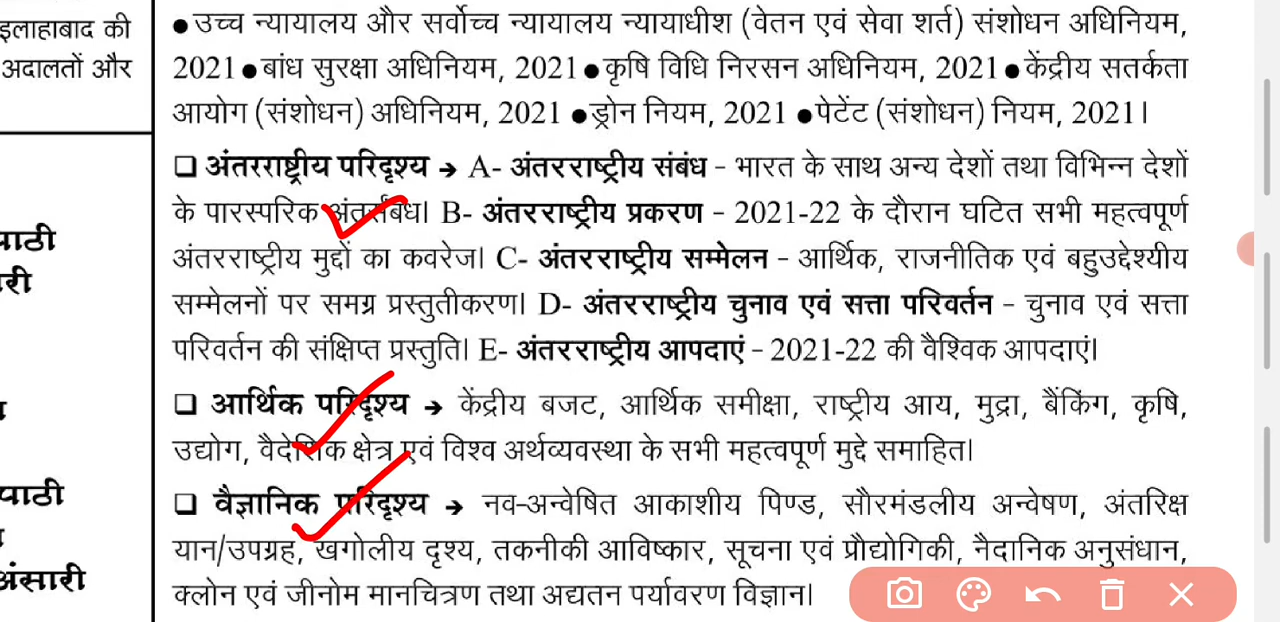 इलाहाबाद की
अदालतों और
पाठी
री
पाठी
अंसारी
●उच्च न्यायालय और सर्वोच्च न्यायालय न्यायाधीश (वेतन एवं सेवा शर्त) संशोधन अधिनियम,
2021●बांध सुरक्षा अधिनियम, 2021●कृषि विधि निरसन अधिनियम, 2021●केंद्रीय सतर्कता
आयोग (संशोधन) अधिनियम, 2021 ●ड्रोन नियम, 2021 ●पेटेंट (संशोधन) नियम, 2021।
❑ अंतरराष्ट्रीय परिदृश्य → A- अंतरराष्ट्रीय संबंध - भारत के साथ अन्य देशों तथा विभिन्न देशों
के पारस्परिक अंतर्संबंध। B- अंतरराष्ट्रीय प्रकरण - 2021-22 के दौरान घटित सभी महत्वपूर्ण
अंतरराष्ट्रीय मुद्दों का कवरेज। C- अंतरराष्ट्रीय सम्मेलन - आर्थिक, राजनीतिक एवं बहुउद्देश्यीय
सम्मेलनों पर समग्र प्रस्तुतीकरण। D- अंतरराष्ट्रीय चुनाव एवं सत्ता परिवर्तन - चुनाव एवं सत्ता
परिवर्तन की संक्षिप्त प्रस्तुति। E- अंतरराष्ट्रीय आपदाएं - 2021-22 की वैश्विक आपदाएं।
❑ आर्थिक परिदृश्य → केंद्रीय बजट, आर्थिक समीक्षा, राष्ट्रीय आय, मुद्रा, बैंकिंग, कृषि,
उद्योग, वैदेशिक क्षेत्र एवं विश्व अर्थव्यवस्था के सभी महत्वपूर्ण मुद्दे समाहित।
❑ वैज्ञानिक परिदृश्य → नव-अन्वेषित आकाशीय पिण्ड, सौरमंडलीय अन्वेषण, अंतरिक्ष
यान/उपग्रह, खगोलीय दृश्य, तकनीकी आविष्कार, सूचना एवं प्रौद्योगिकी, नैदानिक अनुसंधान,
क्लोन एवं जीनोम मानचित्रण तथा अद्यतन पर्यावरण विज्ञान।